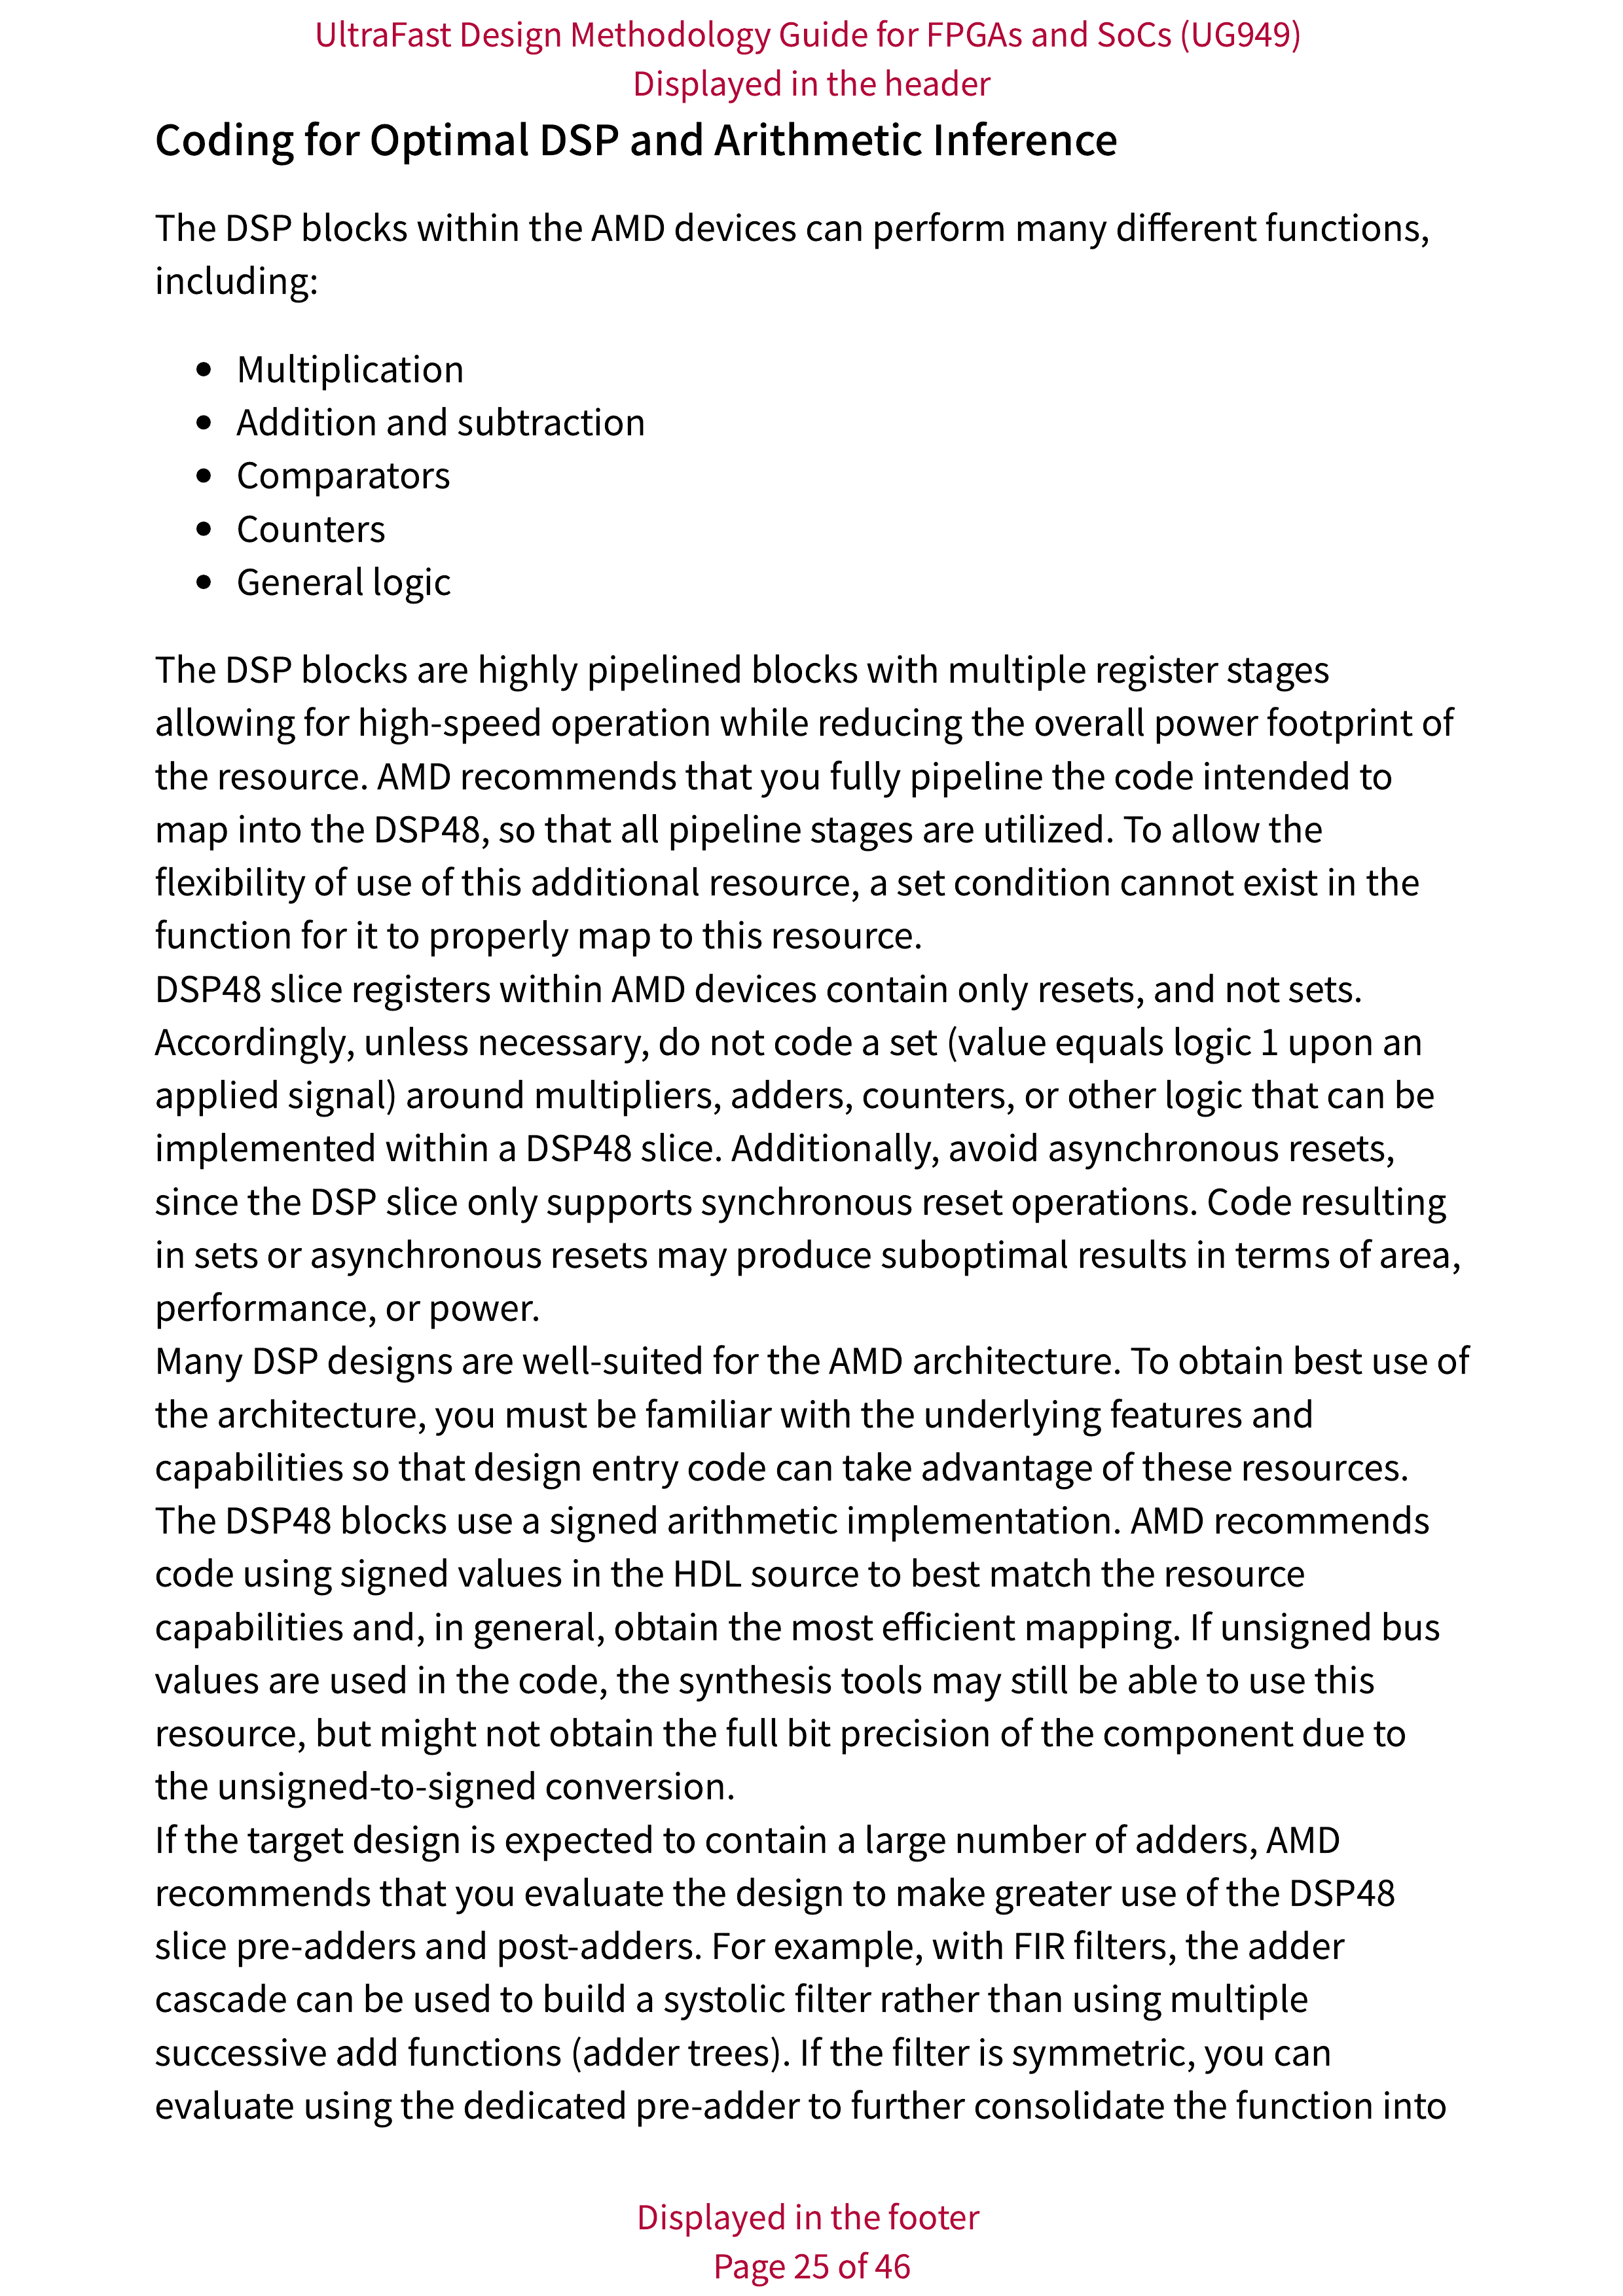 UltraFast Design Methodology Guide for FPGAs and SoCs (UG949)
Displayed in the header
Coding for Optimal DSP and Arithmetic Inference
The DSP blocks within the AMD devices can perform many different functions,
including:
• Multiplication
• Addition and subtraction
• Comparators
• Counters
• General logic
The DSP blocks are highly pipelined blocks with multiple register stages
allowing for high-speed operation while reducing the overall power footprint of
the resource. AMD recommends that you fully pipeline the code intended to
map into the DSP48, so that all pipeline stages are utilized. To allow the
flexibility of use of this additional resource, a set condition cannot exist in the
function for it to properly map to this resource.
DSP48 slice registers within AMD devices contain only resets, and not sets.
Accordingly, unless necessary, do not code a set (value equals logic 1 upon an
applied signal) around multipliers, adders, counters, or other logic that can be
implemented within a DSP48 slice. Additionally, avoid asynchronous resets,
since the DSP slice only supports synchronous reset operations. Code resulting
in sets or asynchronous resets may produce suboptimal results in terms of area,
performance, or power.
Many DSP designs are well-suited for the AMD architecture. To obtain best use of
the architecture, you must be familiar with the underlying features and
capabilities so that design entry code can take advantage of these resources.
The DSP48 blocks use a signed arithmetic implementation. AMD recommends
code using signed values in the HDL source to best match the resource
capabilities and, in general, obtain the most efficient mapping. If unsigned bus
values are used in the code, the synthesis tools may still be able to use this
resource, but might not obtain the full bit precision of the component due to
the unsigned-to-signed conversion.
If the target design is expected to contain a large number of adders, AMD
recommends that you evaluate the design to make greater use of the DSP48
slice pre-adders and post-adders. For example, with FIR filters, the adder
cascade can be used to build a systolic filter rather than using multiple
successive add functions (adder trees). If the filter is symmetric, you can
evaluate using the dedicated pre-adder to further consolidate the function into
Displayed in the footer
Page 25 of 46